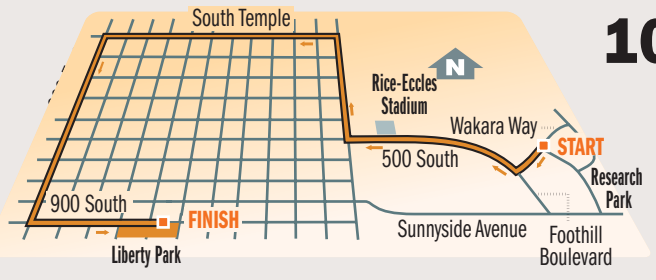 South Temple
10
N
Rice-Eccles
Stadium
Wakara Way
START
500 South
Research
Park
900 South
FINISH
Sunnyside Avenue
Foothill
Boulevard
Liberty Park